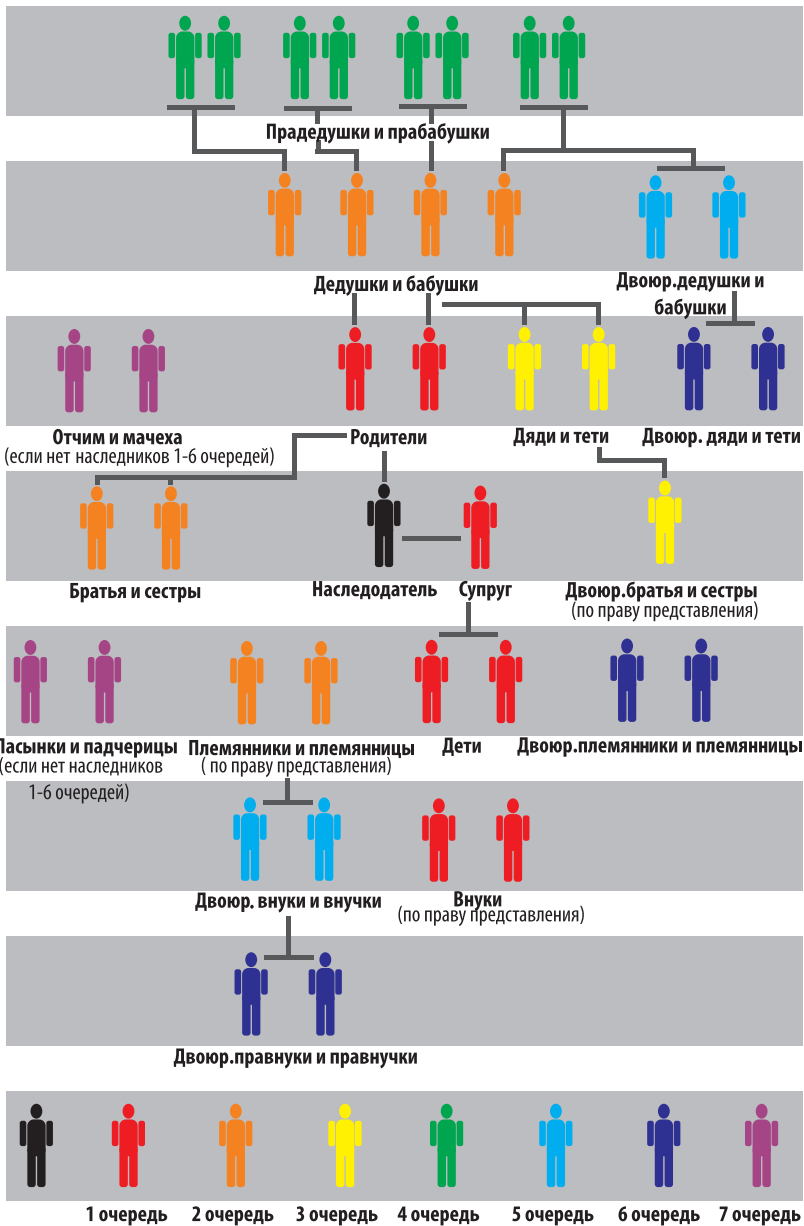 Прадедушки и прабабушки
Дедушки и бабушки
Двоюр.дедушки и
бабушки
Отчим и мачеха
(если нет наследников 1-6 очередей)
Родители
Дяди и тети
Двоюр. дяди и тети
Братья и сестры
Наследодатель
Супруг
Двоюр.братья и сестры
(по праву представления)
Пасынки и падчерицы
(если нет наследников
1-6 очередей)
Племянники и племянницы
( по праву представления)
Дети
Двоюр.племянники и племянницы
Двоюр. внуки и внучки
Внуки
(по праву представления)
Двоюр.правнуки и правнучки
1 очередь
2 очередь
3 очередь
4 очередь
5 очередь
6 очередь
7 очередь